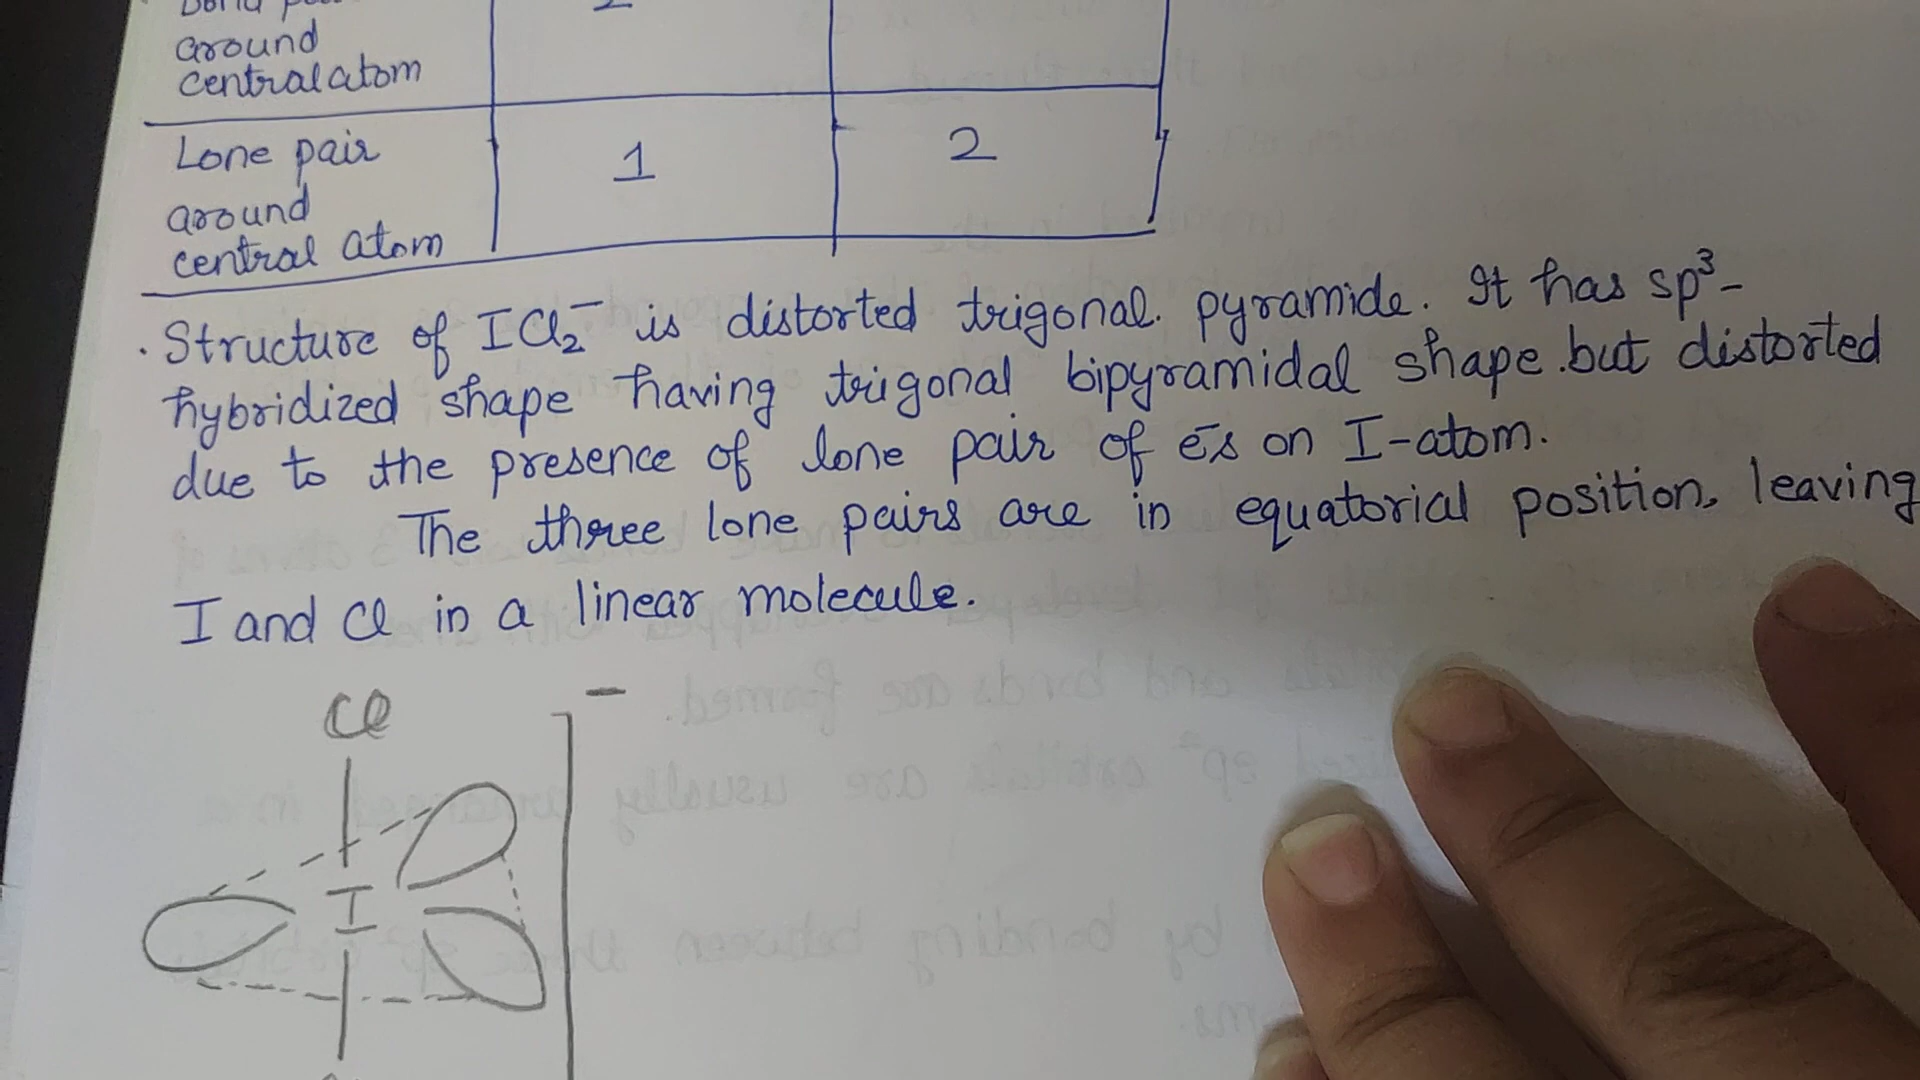 around
central atom
Lone pair
around
central atom
1
2
. Structure of ICl₂⁻ is distorted trigonal. pyramide. It has sp³-
hybridized shape having trigonal bipyramidal shape.but distorted
due to the presence of lone pair of ēs on I-atom.
The three lone pairs are in equatorial position, leaving
I and Cl in a linear molecule.
Cl
I
−